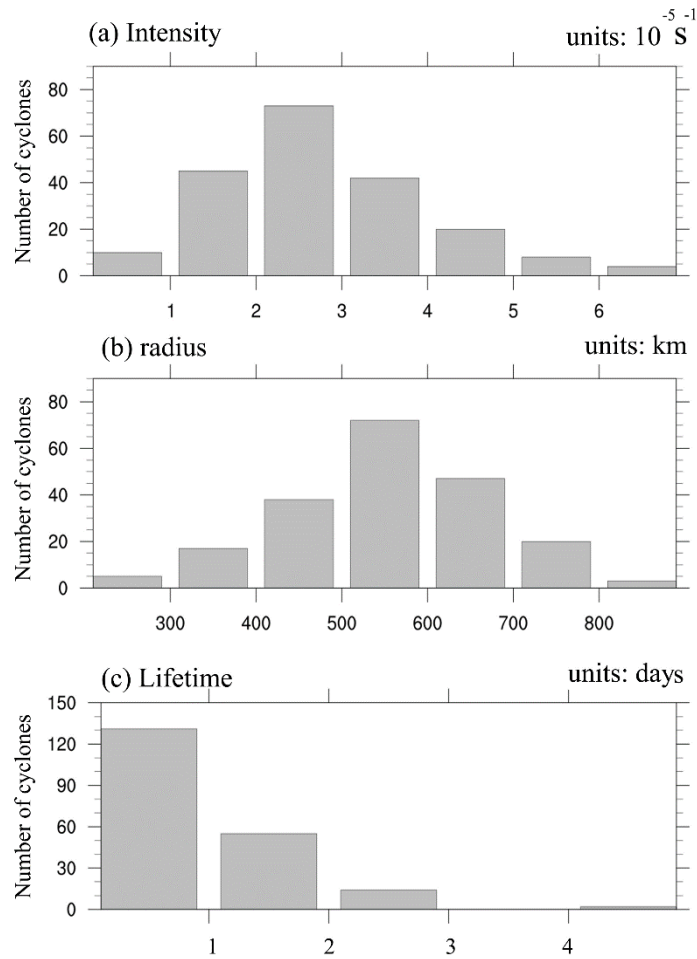 (a) Intensity
units: 10⁻⁵S⁻¹
Number of cyclones
80
60
40
20
0
1 2 3 4 5 6
(b) radius
units: km
Number of cyclones
80
60
40
20
0
300 400 500 600 700 800
(c) Lifetime
units: days
Number of cyclones
150
120
90
60
30
0
1 2 3 4